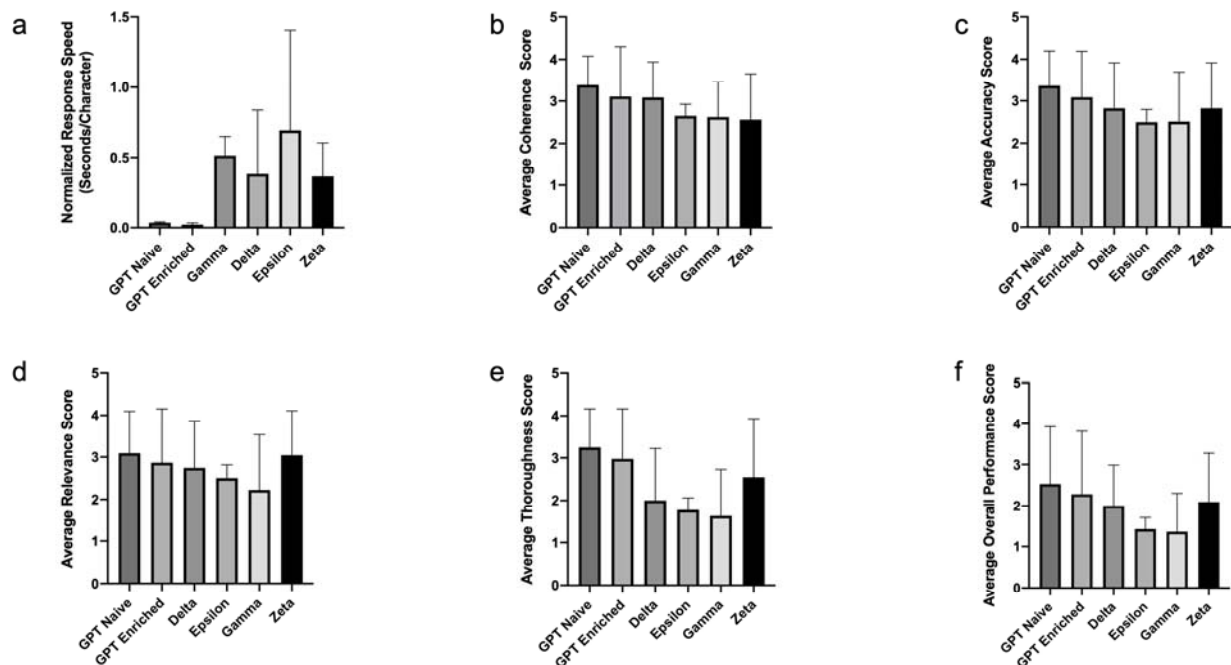 a
Normalized Response Speed
(Seconds/Character)
1.5
1.0
0.5
0.0
GPT Naive
GPT Enriched
Gamma
Delta
Epsilon
Zeta
b
Average Coherence Score
5
4
3
2
1
0
GPT Naive
GPT Enriched
Delta
Epsilon
Gamma
Zeta
c
Average Accuracy Score
5
4
3
2
1
0
GPT Naive
GPT Enriched
Delta
Epsilon
Gamma
Zeta
d
Average Relevance Score
5
4
3
2
1
0
GPT Naive
GPT Enriched
Delta
Epsilon
Gamma
Zeta
e
Average Thoroughness Score
5
4
3
2
1
0
GPT Naive
GPT Enriched
Delta
Epsilon
Gamma
Zeta
f
Average Overall Performance Score
5
4
3
2
1
0
GPT Naive
GPT Enriched
Delta
Epsilon
Gamma
Zeta